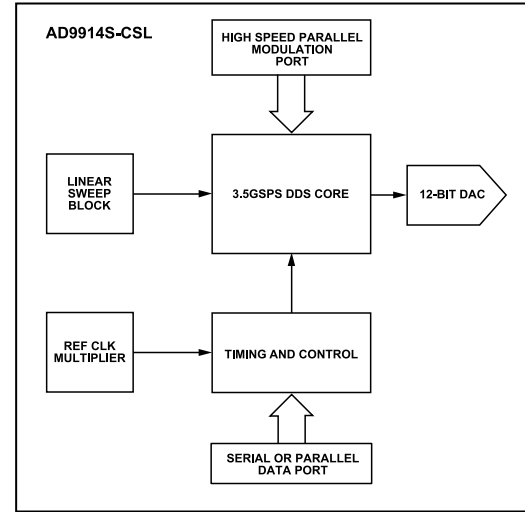 AD9914S-CSL
HIGH SPEED PARALLEL
MODULATION
PORT
LINEAR
SWEEP
BLOCK
3.5GSPS DDS CORE
12-BIT DAC
REF CLK
MULTIPLIER
TIMING AND CONTROL
SERIAL OR PARALLEL
DATA PORT